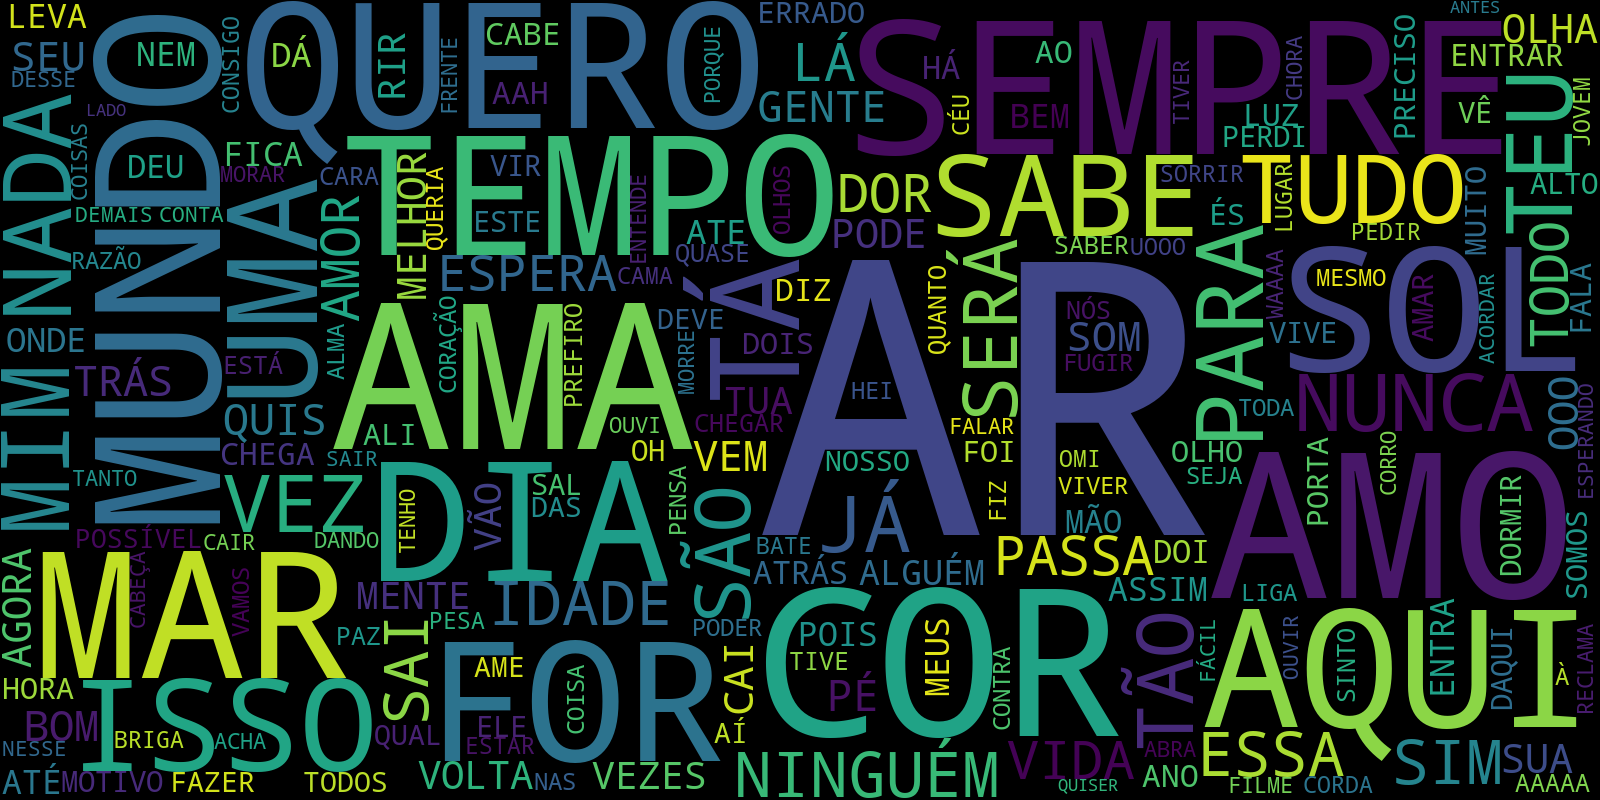 LEVA
QUERO
ERRADO
ANTES
SEMPRE
OLHA
SEU
NEM
DÁ
CABE
LÁ
HÁ
AO
ENTRAR
DESSE
MUNDO
CONSIGO
RIR
FRENTE
AAH
PORQUE
GENTE
CÉU
BEM
TIVER
CHORA
LUZ
PRECISO
VÊ
JOVEM
LADO
NADA
COISAS
DEU
FICA
TEMPO
PERDI
TEU
MORAR
CARA
MELHOR
VIR
OLHOS
DOR
SABE
SORRIR
TUDO
LUGAR
ALTO
DEMAIS
CONTA
UMA
AMOR
QUERIA
ESTE
ENTENDE
ATE
PODE
ÉS
PEDIR
MUITO
RAZÃO
ESPERA
CAMA
QUASE
SABER
UOOO
PARA
SOL
MESMO
TODO
FALA
DIZ
TÁ
AR
QUANTO
SERÁ
NÓS
WAAAA
AMAR
ACORDAR
ONDE
ALMA
CORAÇÃO
AMA
PREFIRO
DEVE
DOIS
MORRE
SOM
FUGIR
VIVE
MIM
TRÁS
ESTÁ
HEI
TUA
NUNCA
OOO
ESPERANDO
QUIS
ALI
OUVI
CHEGAR
FALAR
TODA
CHEGA
SAIR
OH
VEM
NOSSO
FOI
OMI
OLHO
PORTA
CORRO
TANTO
VEZ
DIA
TENHO
VÃO
SAL
DAS
PENSA
SÃO
JÁ
FIZ
VIVER
SEJA
AMO
DORMIR
SOMOS
MÃO
POSSÍVEL
CAIR
DANDO
BATE
ATRÁS
ALGUÉM
PASSA
DOI
AGORA
MAR
CABEÇA
VAMOS
MENTE
IDADE
ASSIM
LIGA
PAZ
PESA
PODER
COR
POIS
TÃO
FÁCIL
AQUI
OUVIR
SINTO
ENTRA
DAQUI
RECLAMA
SAI
FOR
AME
COISA
CAI
TIVE
MEUS
CONTRA
À
HORA
ISSO
PÉ
BOM
BRIGA
ACHA
QUAL
ELE
ESTAR
AÍ
NESSE
ABRA
ESSA
SIM
SUA
ATÉ
MOTIVO
FAZER
TODOS
VOLTA
NAS
VEZES
NINGUÉM
VIDA
QUISER
ANO
FILME
CORDA
AAAAA